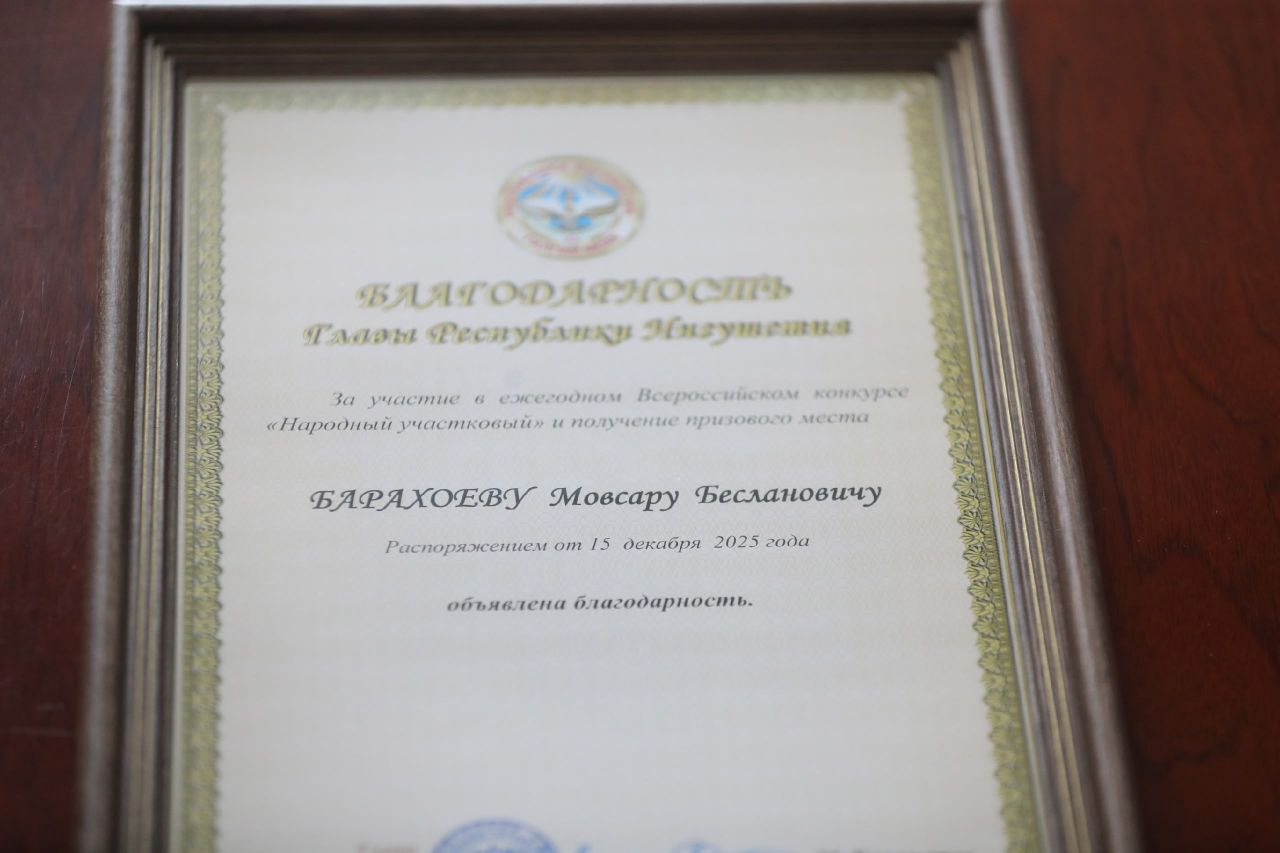 БЛАГОДАРНОСТЬ
Главы Республики Ингушетия
За участие в ежегодном Всероссийском конкурсе
«Народный участковый» и получение призового места
БАРАХОЕВУ Мовсару Беслановичу
Распоряжением от 15 декабря 2025 года
объявлена благодарность.